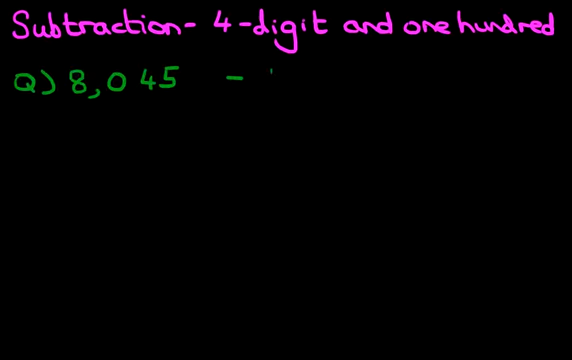 Subtraction- 4-digit and one hundred
Q) 8,045 -